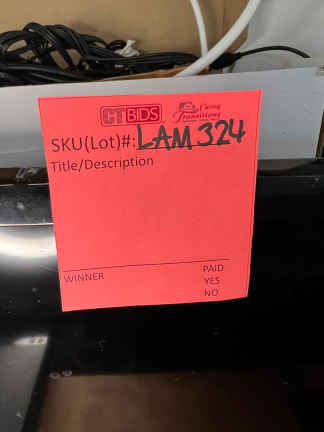 CTBIDS Caring Transitions
SKU(Lot)#: LAM 324
Title/Description
WINNER PAID
YES
NO